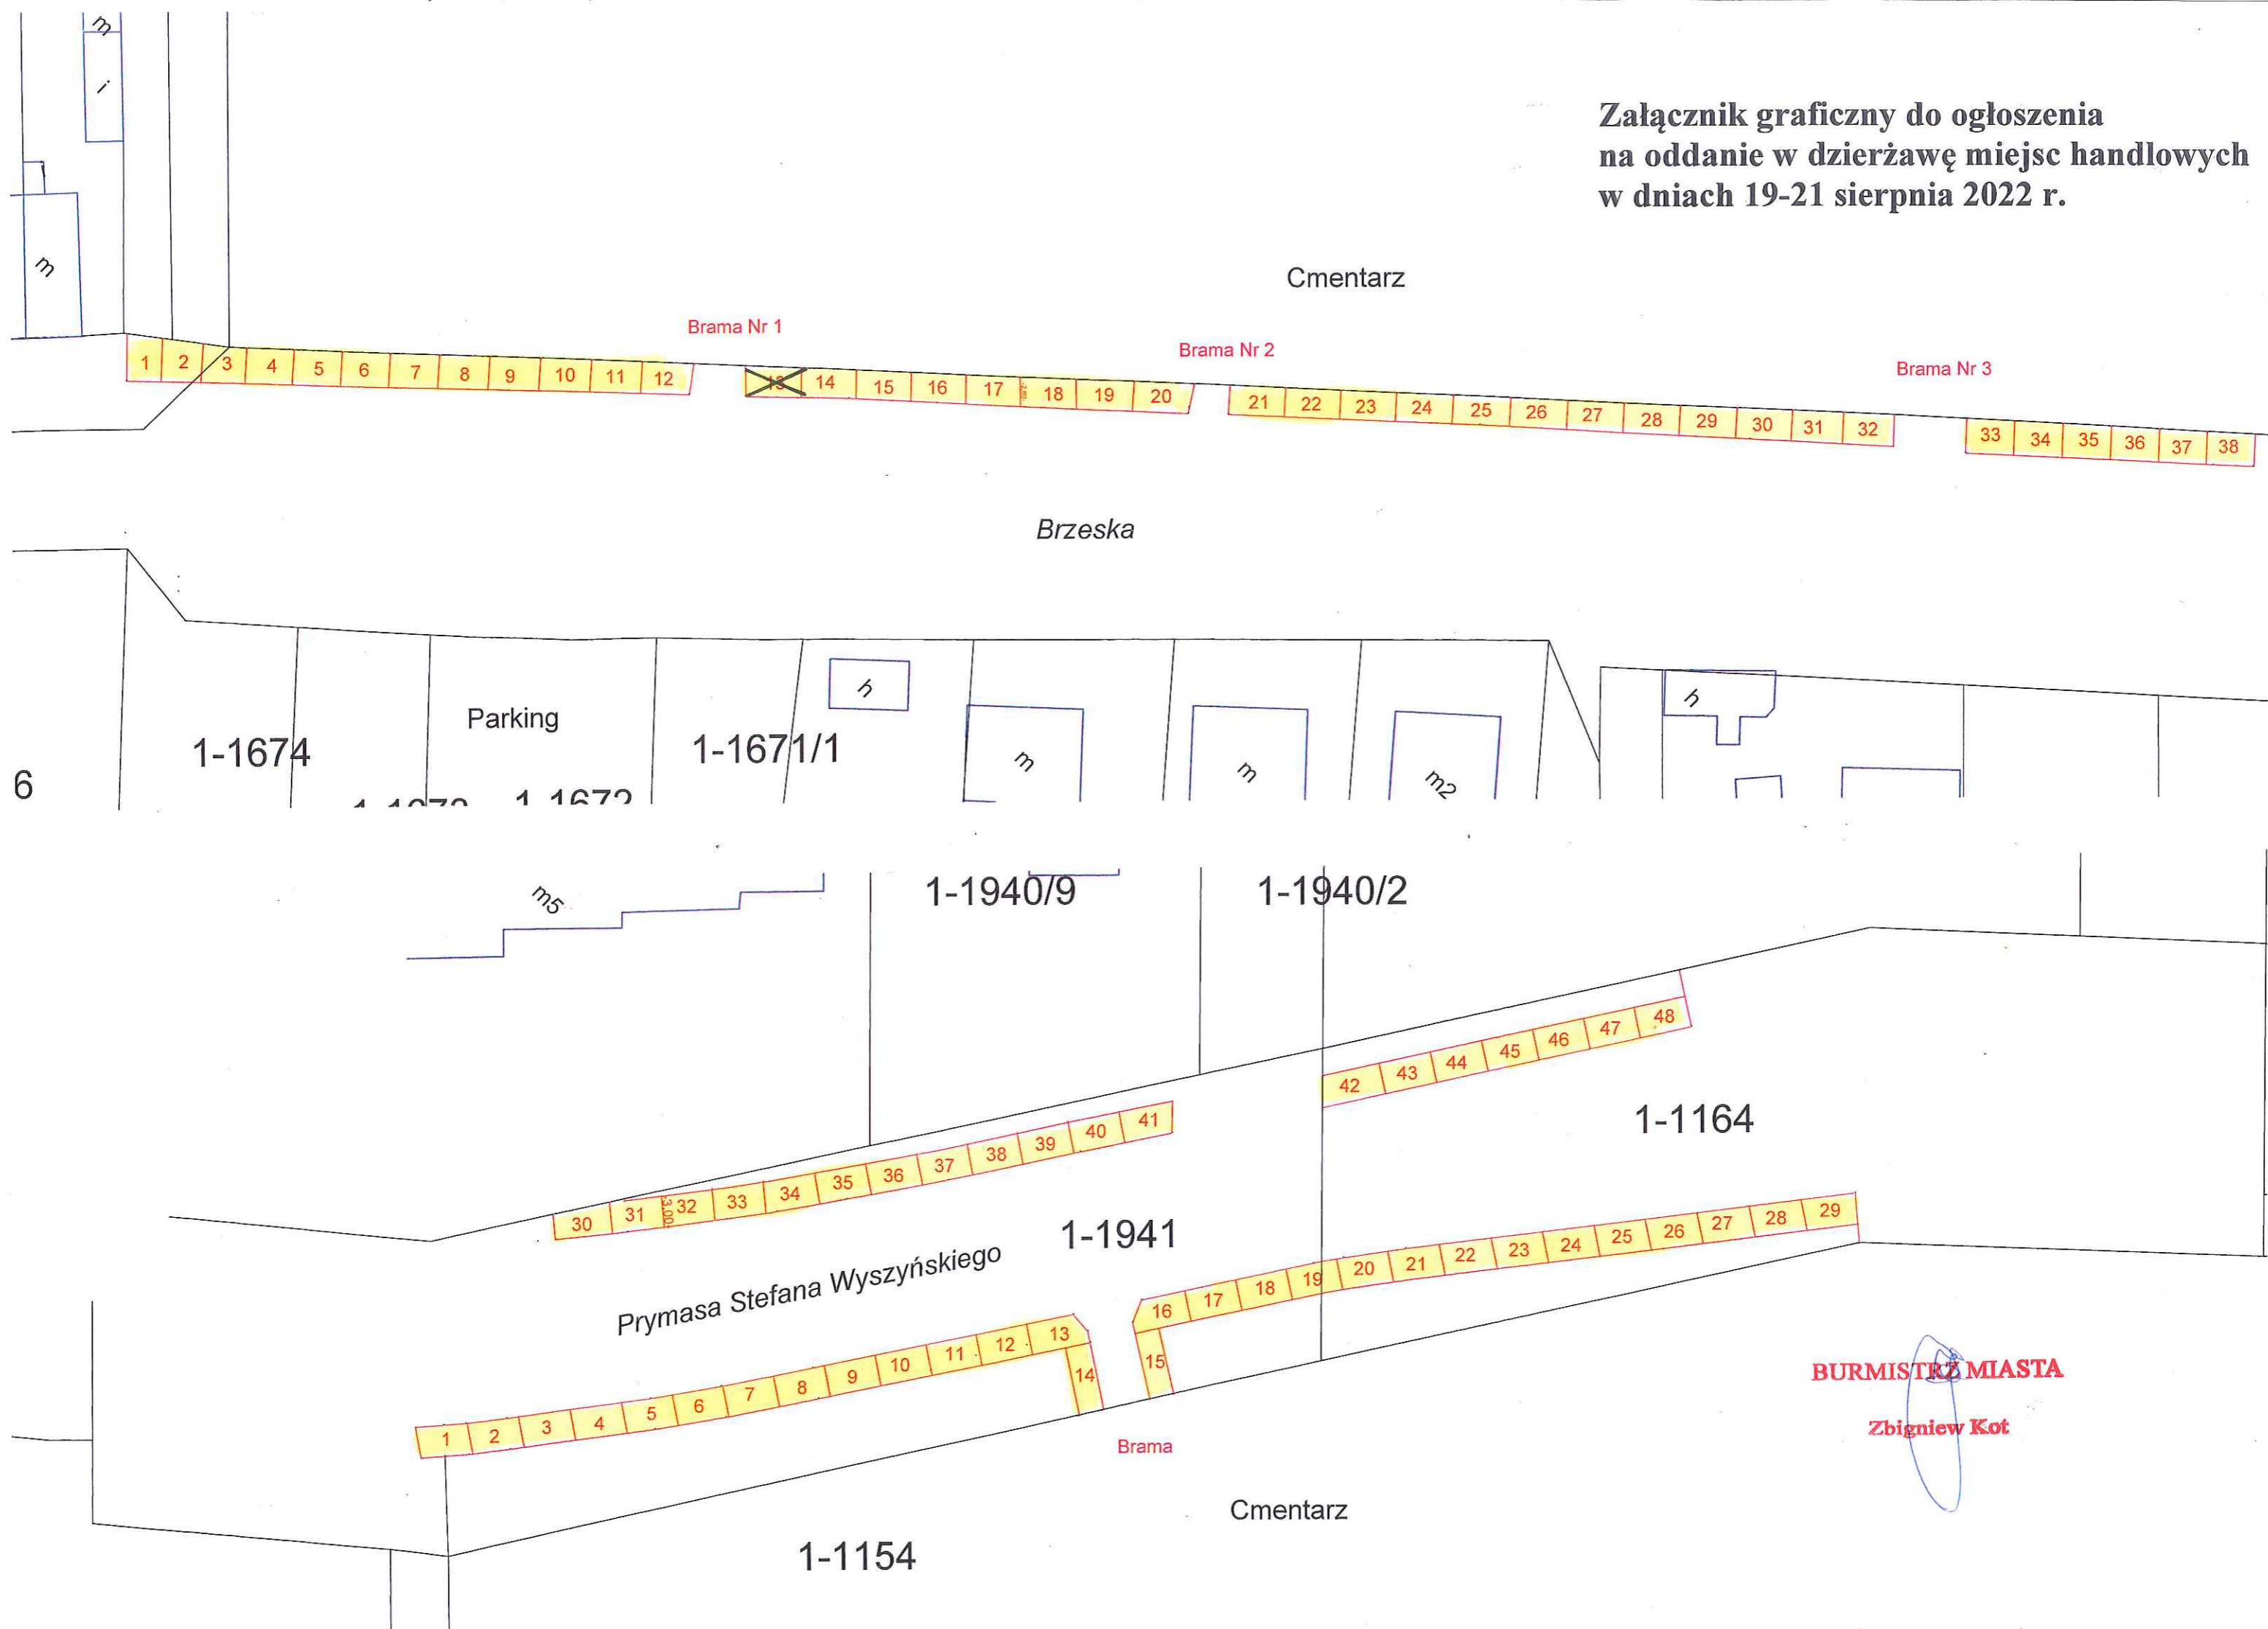 Załącznik graficzny do ogłoszenia
na oddanie w dzierżawę miejsc handlowych
w dniach 19-21 sierpnia 2022 r.
m
i
m
Cmentarz
Brama Nr 1
Brama Nr 2
Brama Nr 3
1 2 3 4 5 6 7 8 9 10 11 12
13 14 15 16 17 18 19 20
21 22 23 24 25 26 27 28 29 30 31 32
33 34 35 36 37 38
Brzeska
h
h
Parking
1-1674
1-1671/1
m
m
m2
6
1-1672
m5
1-1940/9
1-1940/2
42 43 44 45 46 47 48
1-1164
30 31 3.00 32 33 34 35 36 37 38 39 40 41
1-1941
Prymasa Stefana Wyszyńskiego
16 17 18 19 20 21 22 23 24 25 26 27 28 29
15
1 2 3 4 5 6 7 8 9 10 11 12 13
14
Brama
BURMISTRZ MIASTA
Zbigniew Kot
Cmentarz
1-1154